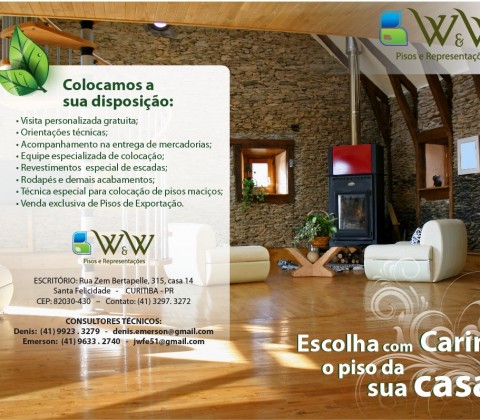 Colocamos a
sua disposição:
• Visita personalizada gratuita;
• Orientações técnicas;
• Acompanhamento na entrega de mercadorias;
• Equipe especializada de colocação;
• Revestimentos especial de escadas;
• Rodapés e demais acabamentos;
• Técnica especial para colocação de pisos maciços;
• Venda exclusiva de Pisos de Exportação.
W&W
Pisos e Representações
ESCRITÓRIO: Rua Zem Bertapelle, 315, casa 14
Santa Felicidade - CURITIBA - PR
CEP: 82030-430 – Contato: (41) 3297. 3272
CONSULTORES TÉCNICOS:
Denis: (41) 9923 . 3279 - denis.emerson@gmail.com
Emerson: (41) 9633 . 2740 - jwfe51@gmail.com
W&W
Pisos e Representaçõe
Escolha com Carin
o piso da
sua casa